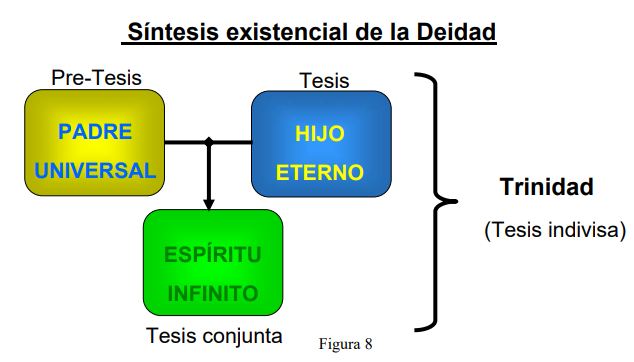 Síntesis existencial de la Deidad
Pre-Tesis
Tesis
PADRE
UNIVERSAL
HIJO
ETERNO
Trinidad
(Tesis indivisa)
ESPÍRITU
INFINITO
Tesis conjunta
Figura 8